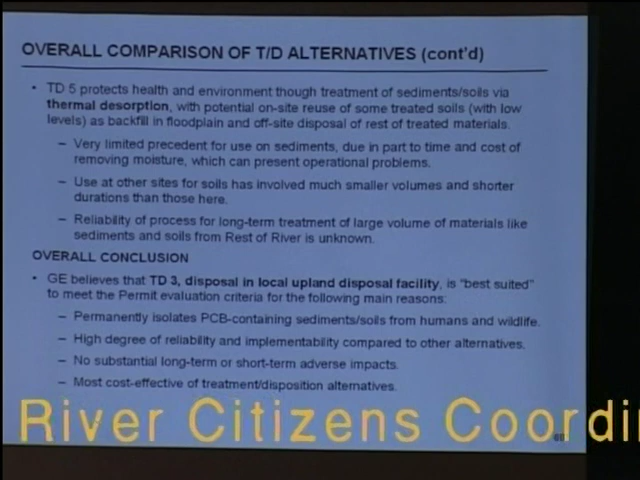 OVERALL COMPARISON OF T/D ALTERNATIVES (cont'd)
• TD 5 protects health and environment though treatment of sediments/soils via
thermal desorption, with potential on-site reuse of some treated soils (with low
levels) as backfill in floodplain and off-site disposal of rest of treated materials.
– Very limited precedent for use on sediments, due in part to time and cost of
removing moisture, which can present operational problems.
– Use at other sites for soils has involved much smaller volumes and shorter
durations than those here.
– Reliability of process for long-term treatment of large volume of materials like
sediments and soils from Rest of River is unknown.
OVERALL CONCLUSION
• GE believes that TD 3, disposal in local upland disposal facility, is "best suited"
to meet the Permit evaluation criteria for the following main reasons:
– Permanently isolates PCB-containing sediments/soils from humans and wildlife.
– High degree of reliability and implementability compared to other alternatives.
– No substantial long-term or short-term adverse impacts.
– Most cost-effective of treatment/disposition alternatives.
River Citizens Coordi